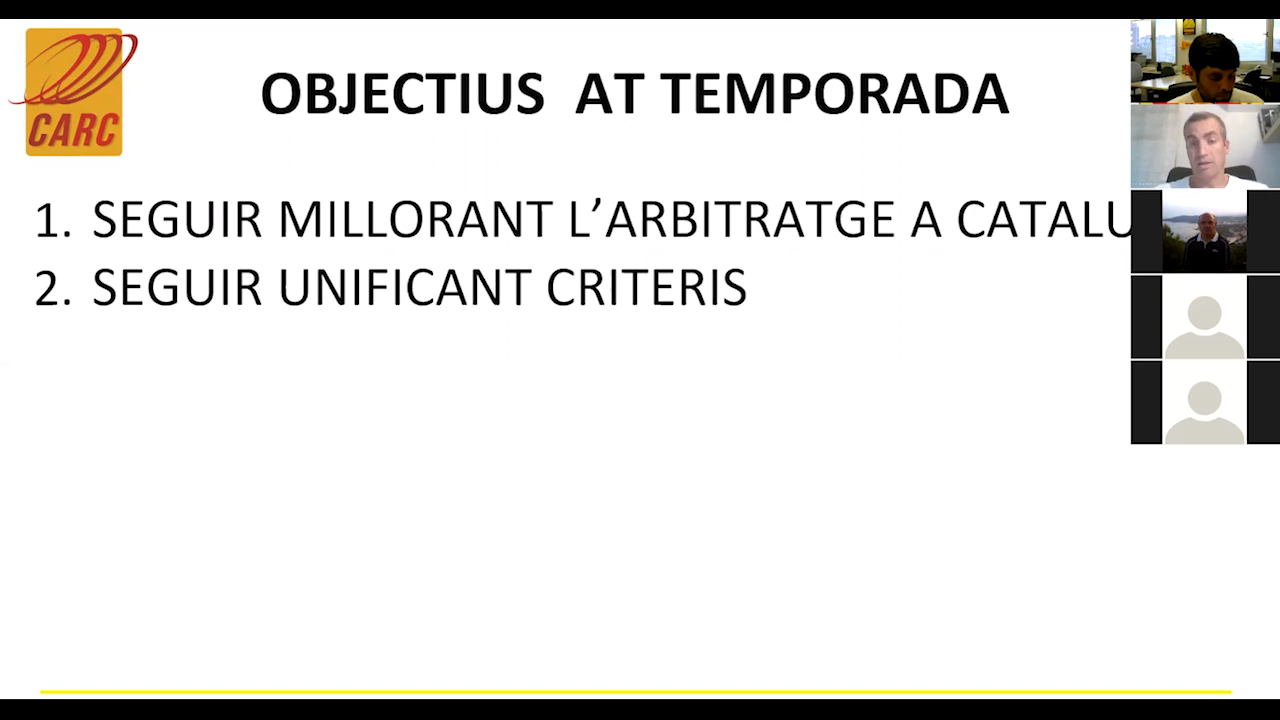 CARC
OBJECTIUS AT TEMPORADA
1. SEGUIR MILLORANT L’ARBITRATGE A CATALU
2. SEGUIR UNIFICANT CRITERIS